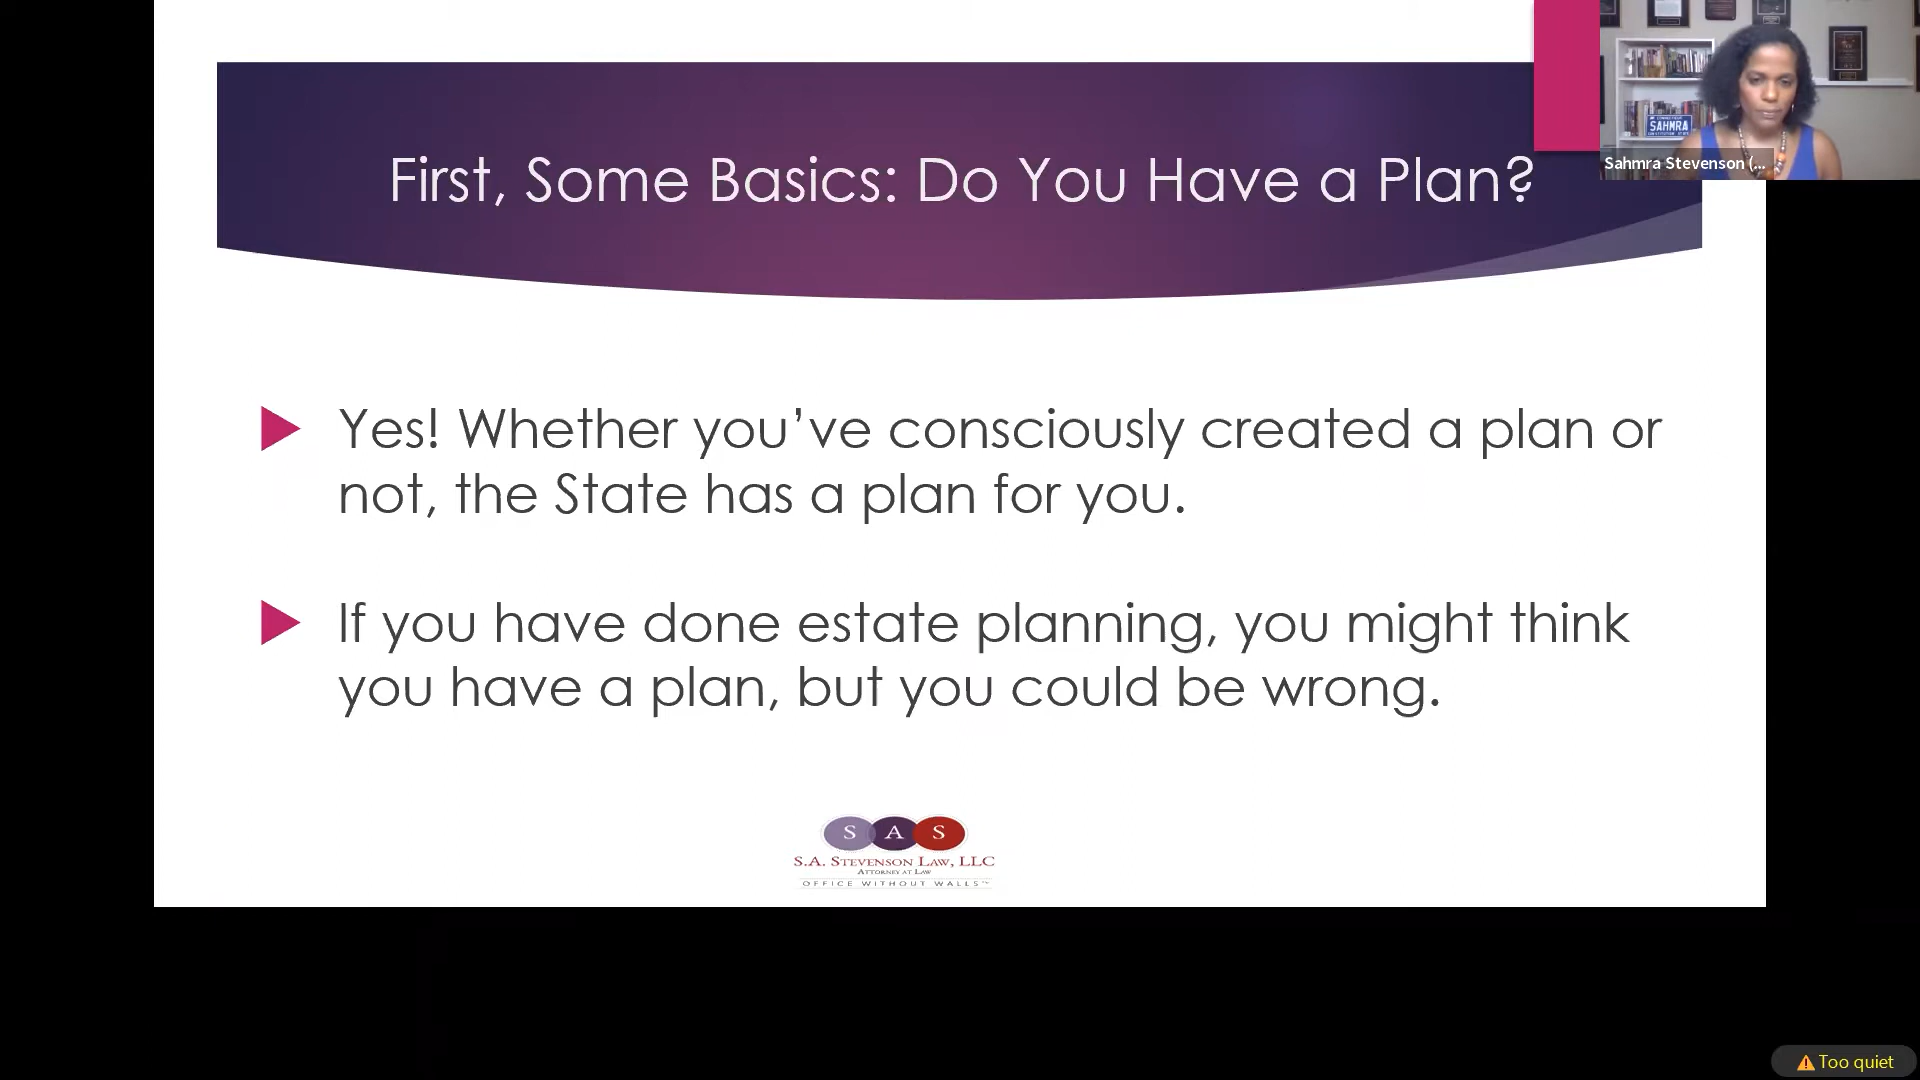 First, Some Basics: Do You Have a Plan?
SAHMRA
Sahmra Stevenson (...
Yes! Whether you’ve consciously created a plan or
not, the State has a plan for you.
If you have done estate planning, you might think
you have a plan, but you could be wrong.
S A S
S.A. Stevenson Law, LLC
Attorney at Law
OFFICE WITHOUT WALLS™
Too quiet